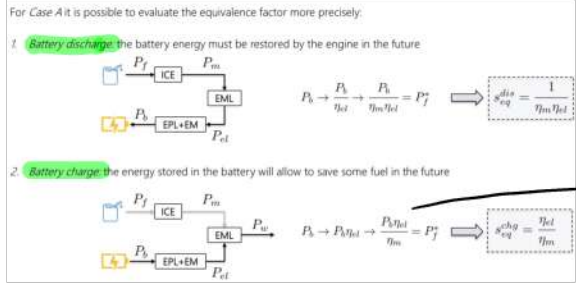 For Case A it is possible to evaluate the equivalence factor more precisely:
1. Battery discharge: the battery energy must be restored by the engine in the future
P_f
ICE
P_m
EML
P_b
EPL+EM
P_el
P_b → P_b/η_el → P_b/(η_m η_el) = P_f^*
s_eq^dis = 1/(η_m η_el)
2. Battery charge: the energy stored in the battery will allow to save some fuel in the future
P_f
ICE
P_m
EML
P_w
P_b
EPL+EM
P_el
P_b → P_b η_el → P_b η_el/η_m = P_f^*
s_eq^chg = η_el/η_m